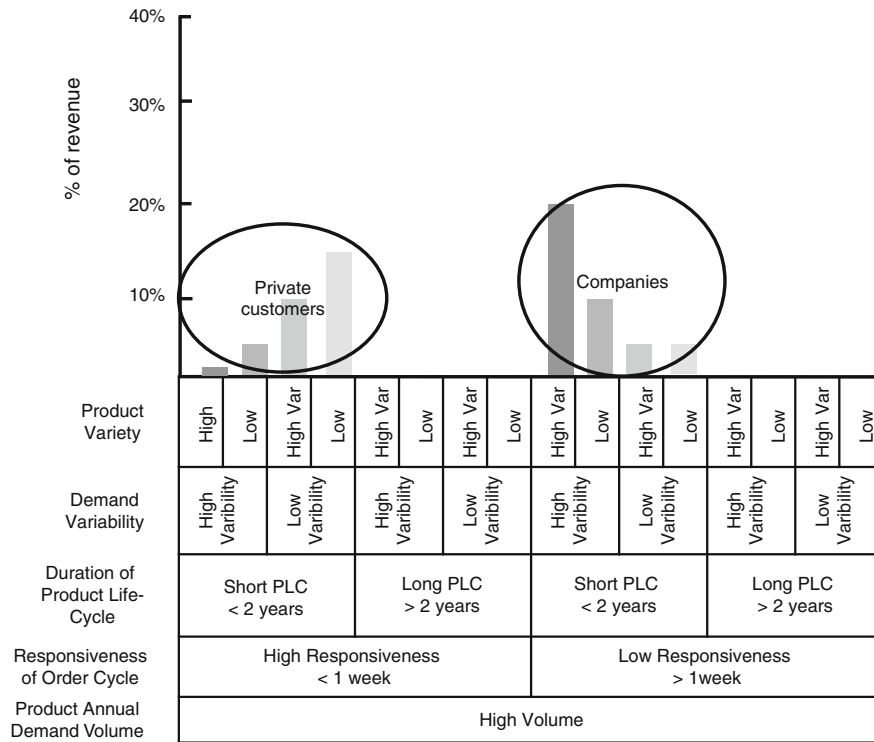 40%
30%
20%
10%
% of revenue
Private
customers
Companies
Product
Variety
High
Low
High Var
Low
High Var
Low
High Var
Low
High Var
Low
High Var
Low
High Var
Low
High Var
Low
Demand
Variability
High
Varibility
Low
Varibility
High
Varibility
Low
Varibility
High
Varibility
Low
Varibility
High
Varibility
Low
Varibility
Duration of
Product Life-
Cycle
Short PLC
< 2 years
Long PLC
> 2 years
Short PLC
< 2 years
Long PLC
> 2 years
Responsiveness
of Order Cycle
High Responsiveness
< 1 week
Low Responsiveness
> 1week
Product Annual
Demand Volume
High Volume